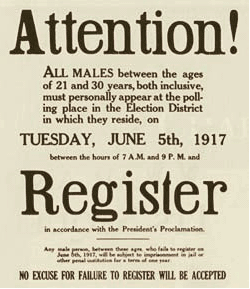 Attention!
ALL MALES between the ages
of 21 and 30 years, both inclusive,
must personally appear at the poll-
ing place in the Election District
in which they reside, on
TUESDAY, JUNE 5th, 1917
between the hours of 7 A.M. and 9 P.M. and
Register
in accordance with the President's Proclamation.
Any male person, between these ages, who fails to register on
June 5th, 1917, will be subject to imprisonment in jail or
other penal institution for a term of one year.
NO EXCUSE FOR FAILURE TO REGISTER WILL BE ACCEPTED